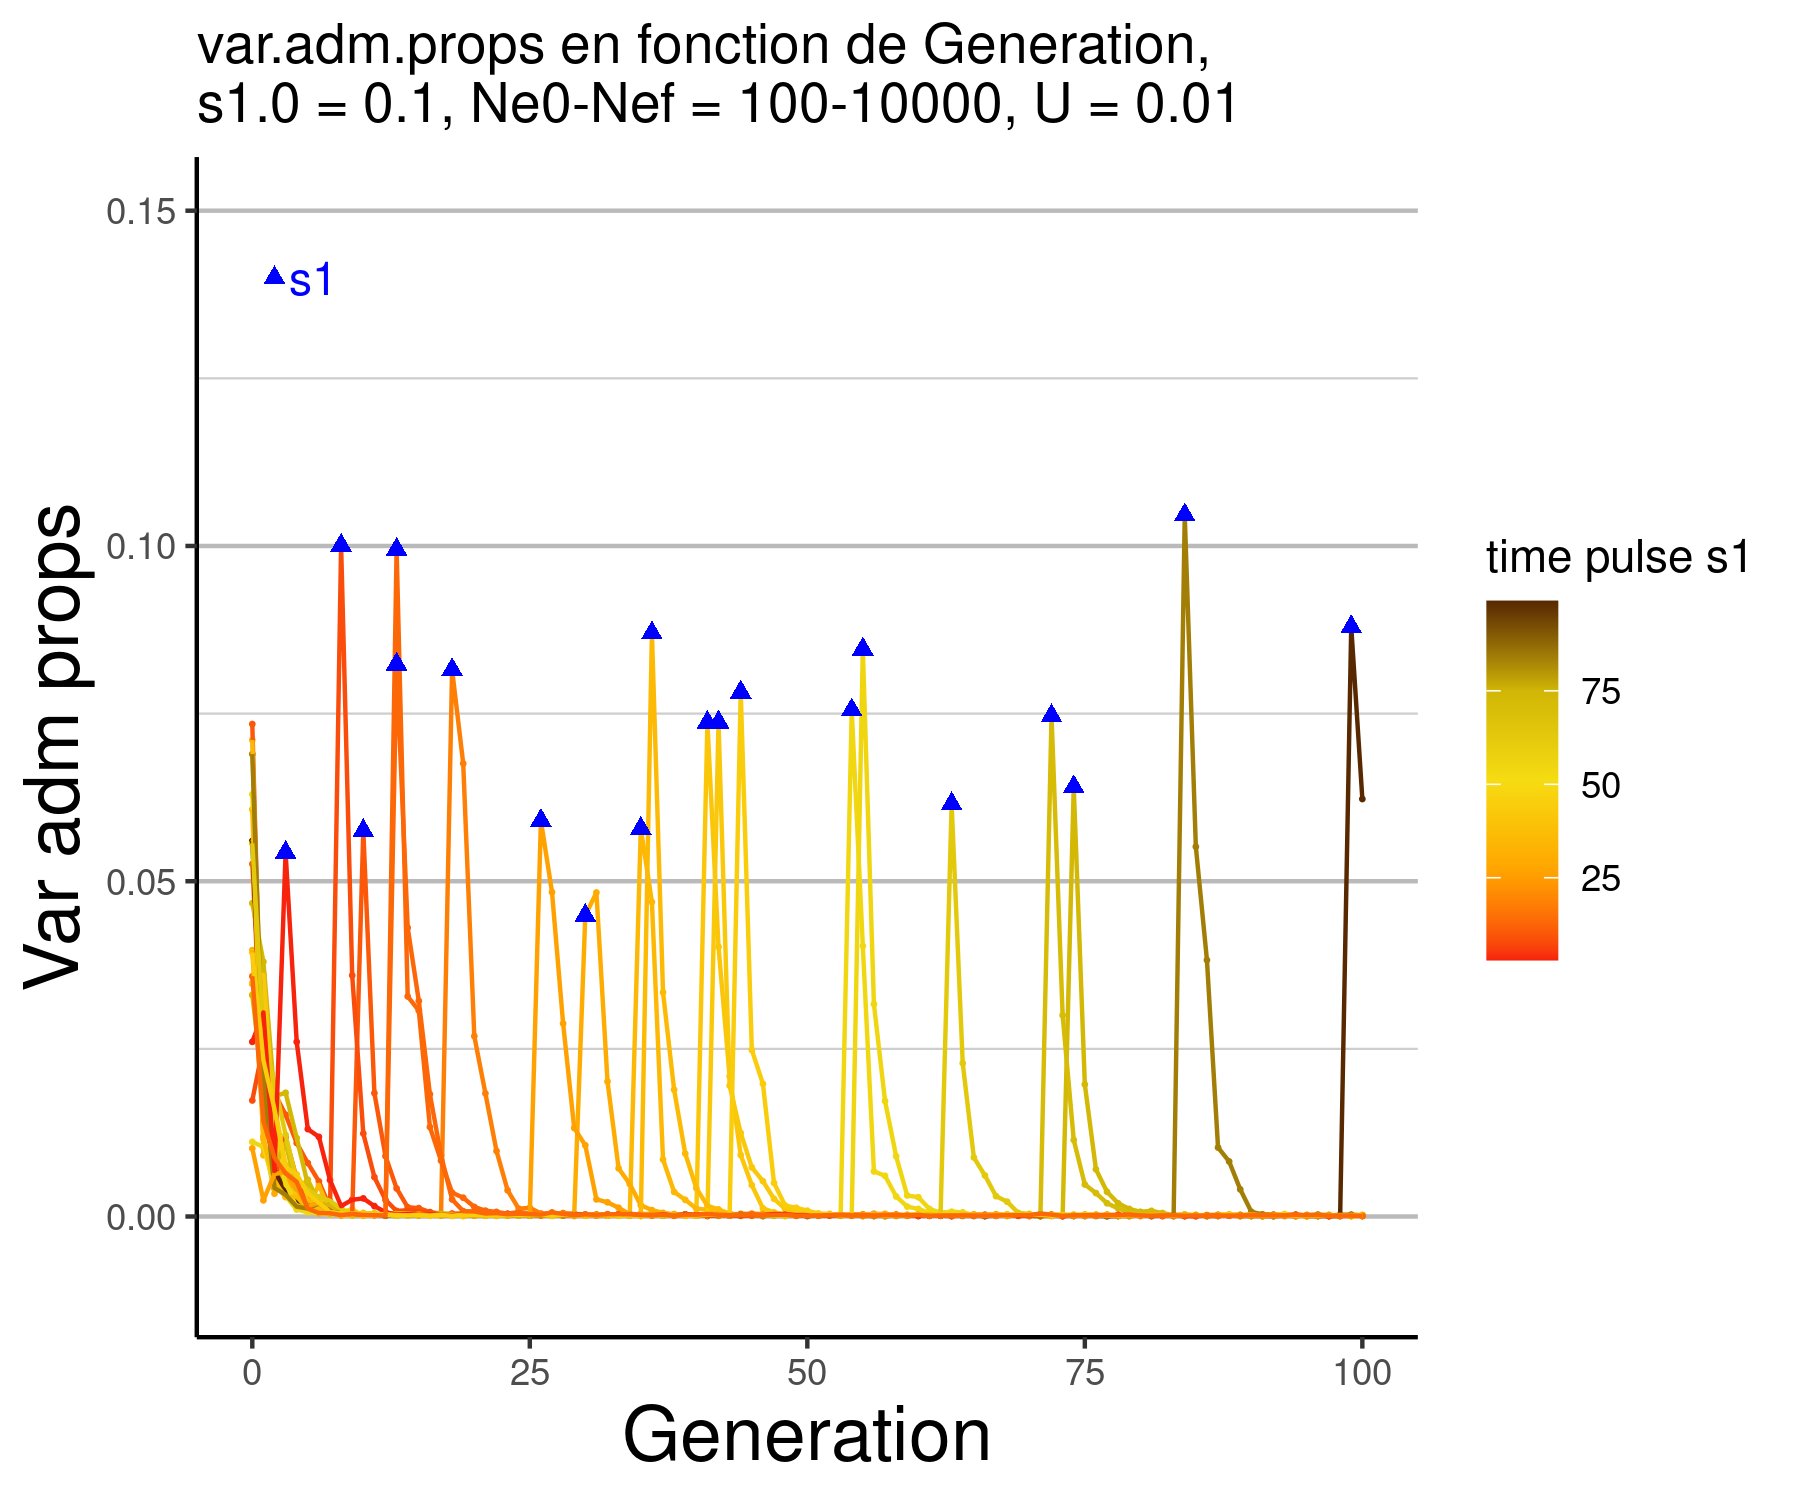 var.adm.props en fonction de Generation,
s1.0 = 0.1, Ne0-Nef = 100-10000, U = 0.01
0.15
s1
0.10
0.05
0.00
Var adm props
0
25
50
75
100
Generation
time pulse s1
75
50
25